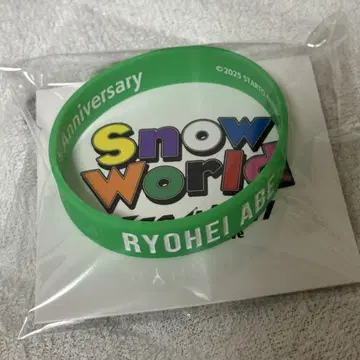 Anniversary
©2025 STARTO
Snow
World
RYOHEI ABE